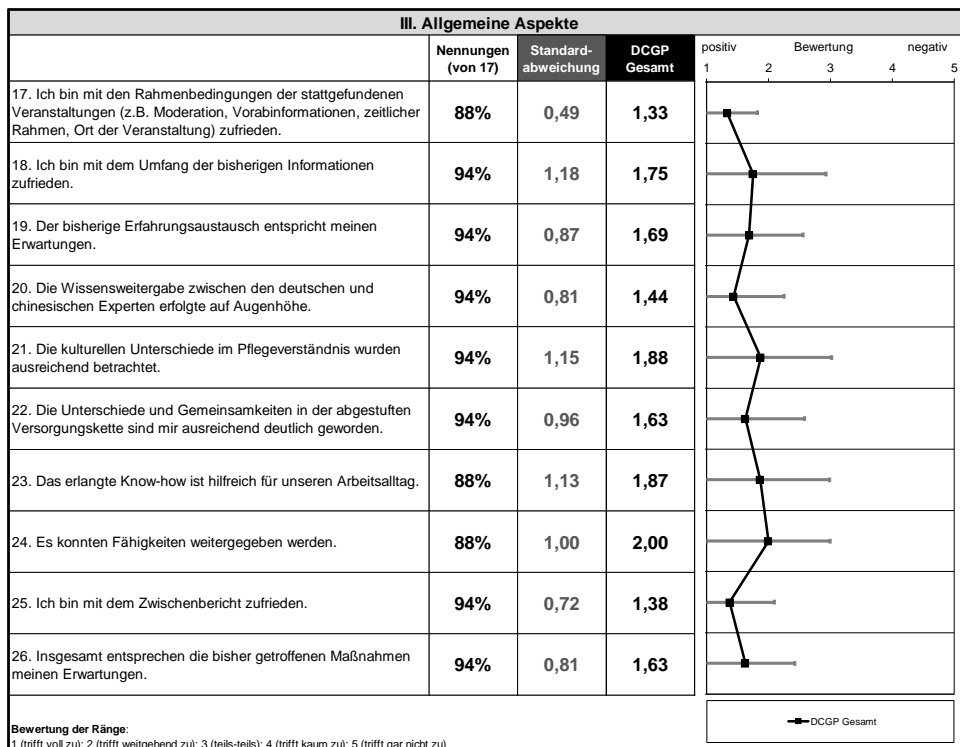 III. Allgemeine Aspekte
Nennungen
(von 17)
Standard-
abweichung
DCGP
Gesamt
positiv Bewertung negativ
1 2 3 4 5
17. Ich bin mit den Rahmenbedingungen der stattgefundenen
Veranstaltungen (z.B. Moderation, Vorabinformationen, zeitlicher
Rahmen, Ort der Veranstaltung) zufrieden.
88% 0,49 1,33
18. Ich bin mit dem Umfang der bisherigen Informationen
zufrieden.
94% 1,18 1,75
19. Der bisherige Erfahrungsaustausch entspricht meinen
Erwartungen.
94% 0,87 1,69
20. Die Wissensweitergabe zwischen den deutschen und
chinesischen Experten erfolgte auf Augenhöhe.
94% 0,81 1,44
21. Die kulturellen Unterschiede im Pflegeverständnis wurden
ausreichend betrachtet.
94% 1,15 1,88
22. Die Unterschiede und Gemeinsamkeiten in der abgestuften
Versorgungskette sind mir ausreichend deutlich geworden.
94% 0,96 1,63
23. Das erlangte Know-how ist hilfreich für unseren Arbeitsalltag.
88% 1,13 1,87
24. Es konnten Fähigkeiten weitergegeben werden.
88% 1,00 2,00
25. Ich bin mit dem Zwischenbericht zufrieden.
94% 0,72 1,38
26. Insgesamt entsprechen die bisher getroffenen Maßnahmen
meinen Erwartungen.
94% 0,81 1,63
Bewertung der Ränge:
1 (trifft voll zu); 2 (trifft weitgehend zu); 3 (teils-teils); 4 (trifft kaum zu); 5 (trifft gar nicht zu)
DCGP Gesamt